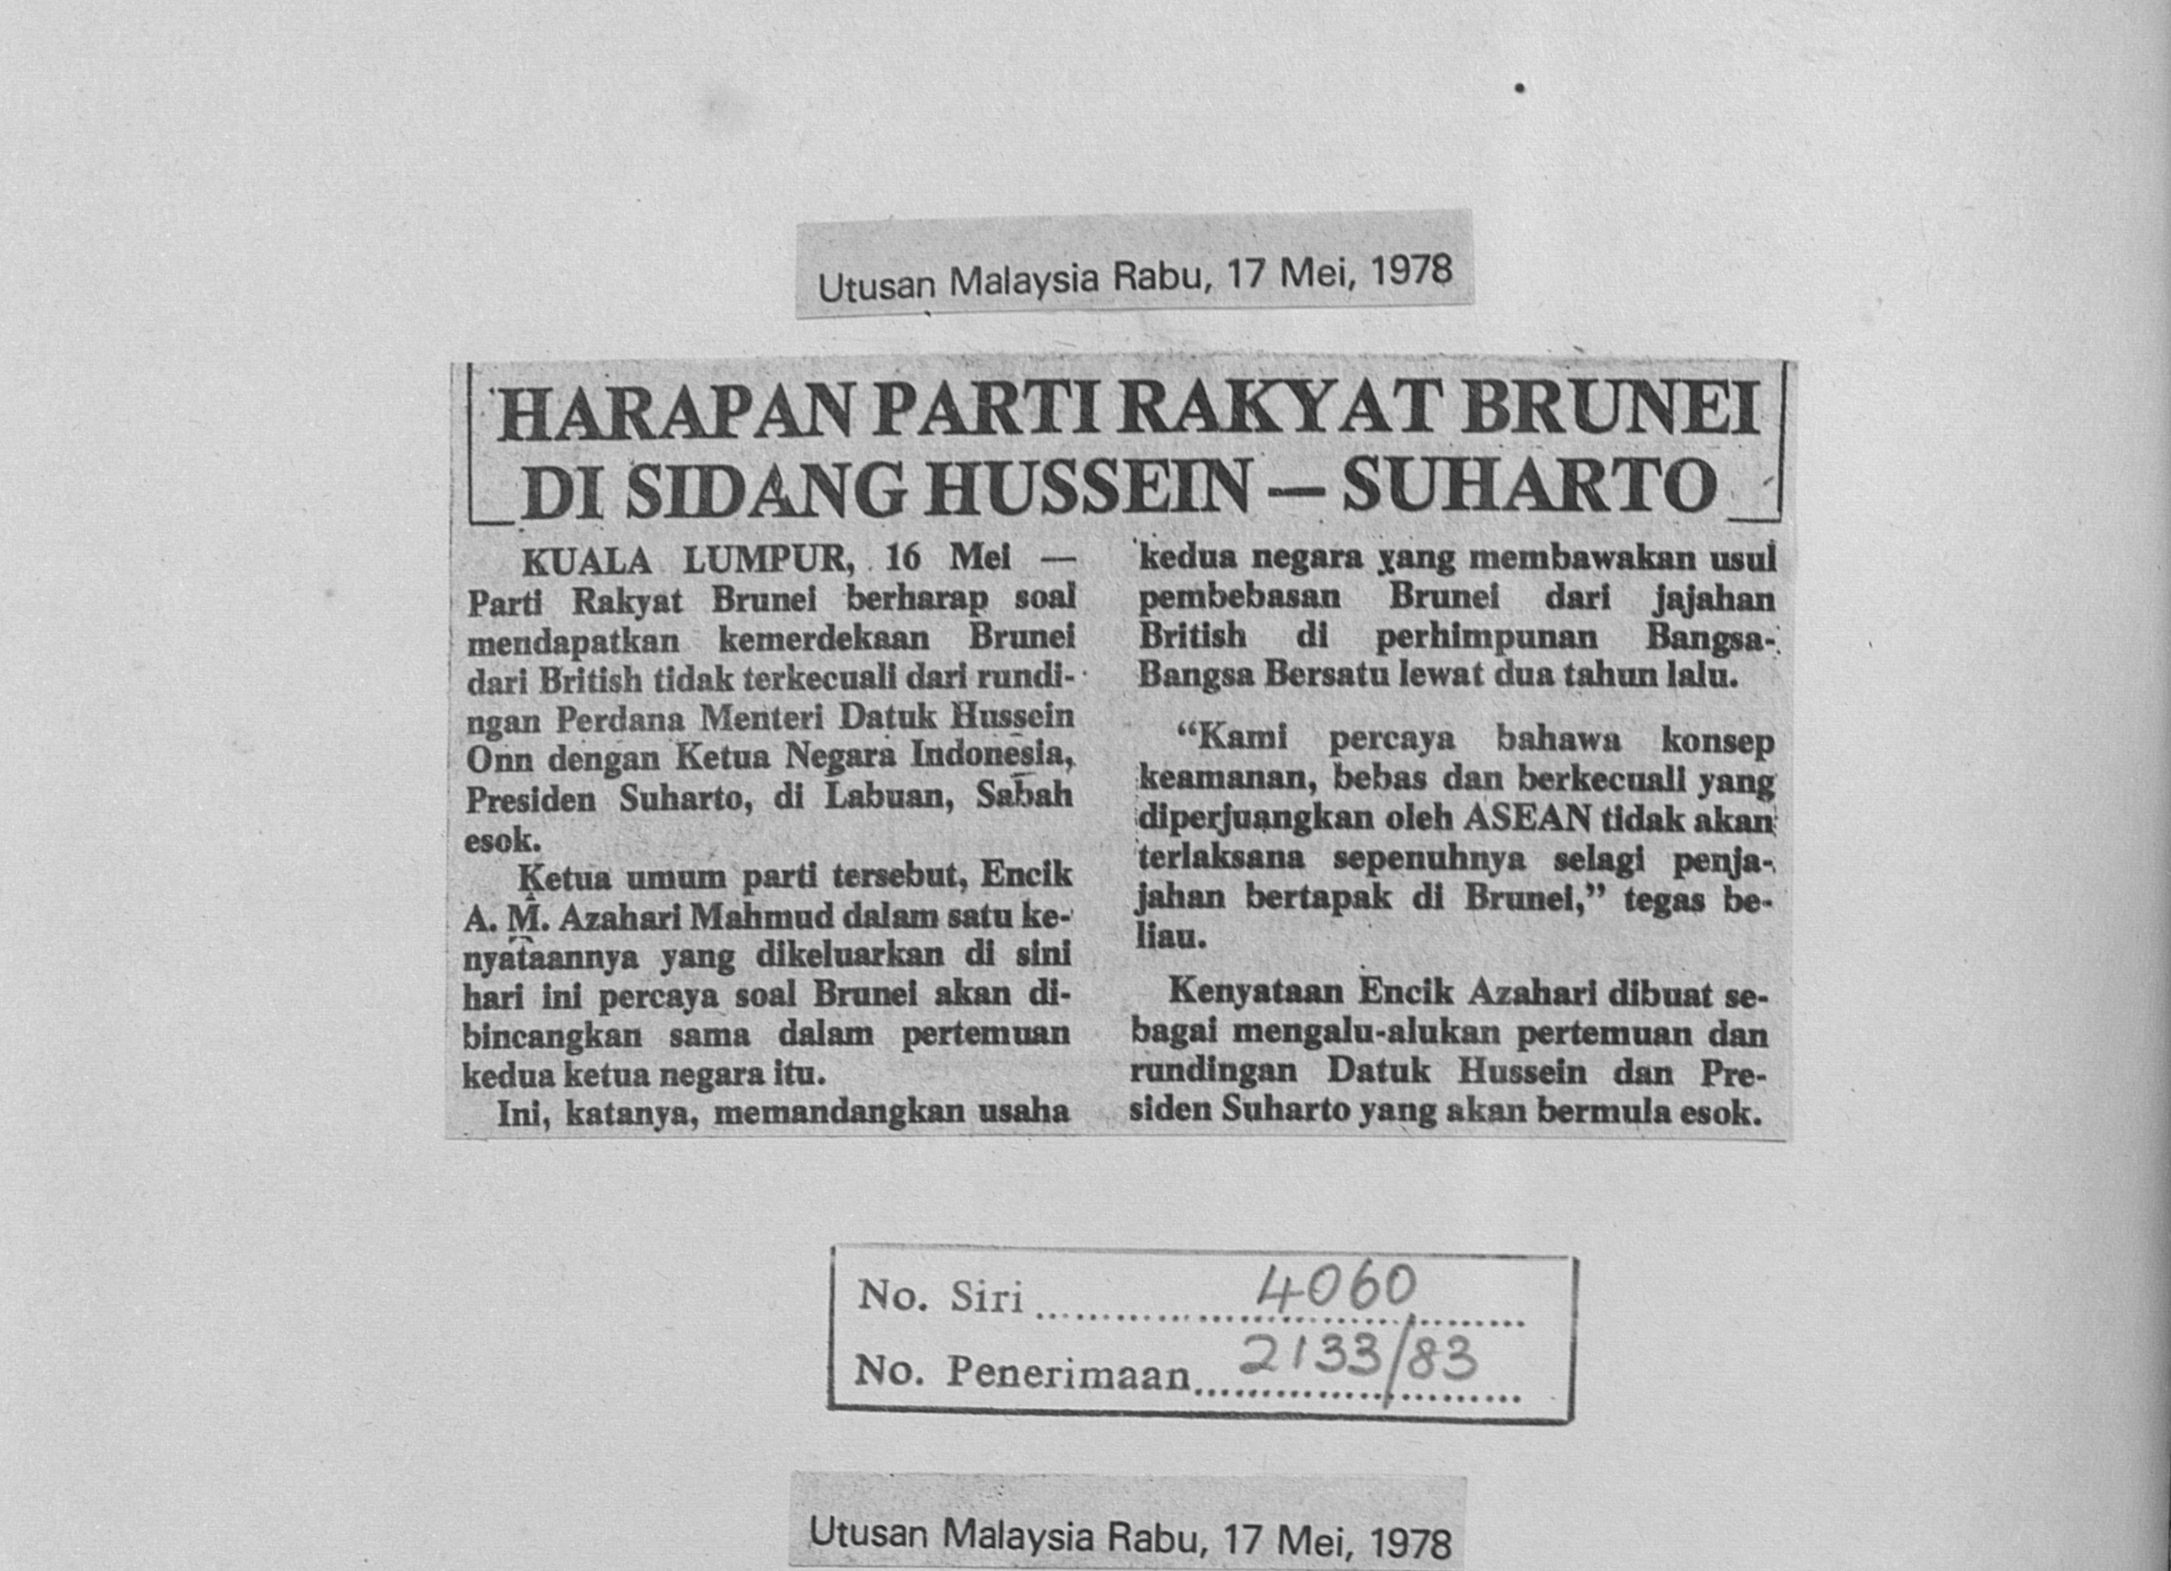 Utusan Malaysia Rabu, 17 Mei, 1978
HARAPAN PARTI RAKYAT BRUNEI
DI SIDANG HUSSEIN — SUHARTO
KUALA LUMPUR, 16 Mei —
Parti Rakyat Brunei berharap soal
mendapatkan kemerdekaan Brunei
dari British tidak terkecuali dari rundi-
ngan Perdana Menteri Datuk Hussein
Onn dengan Ketua Negara Indonesia,
Presiden Suharto, di Labuan, Sabah
esok.
Ketua umum parti tersebut, Encik
A. M. Azahari Mahmud dalam satu ke-
nyataannya yang dikeluarkan di sini
hari ini percaya soal Brunei akan di-
bincangkan sama dalam pertemuan
kedua ketua negara itu.
Ini, katanya, memandangkan usaha
kedua negara yang membawakan usul
pembebasan Brunei dari jajahan
British di perhimpunan Bangsa-
Bangsa Bersatu lewat dua tahun lalu.
“Kami percaya bahawa konsep
keamanan, bebas dan berkecuali yang
diperjuangkan oleh ASEAN tidak akan
terlaksana sepenuhnya selagi penja-
jahan bertapak di Brunei,” tegas be-
liau.
Kenyataan Encik Azahari dibuat se-
bagai mengalu-alukan pertemuan dan
rundingan Datuk Hussein dan Pre-
siden Suharto yang akan bermula esok.
No. Siri 4060
No. Penerimaan 2133/83
Utusan Malaysia Rabu, 17 Mei, 1978